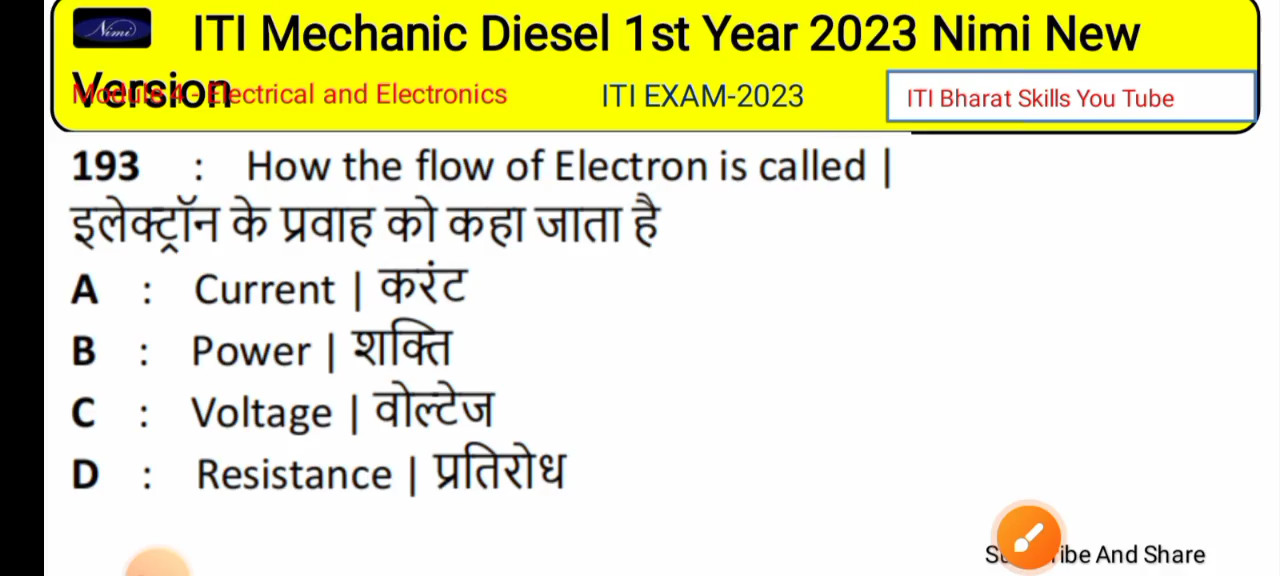 Nimi
ITI Mechanic Diesel 1st Year 2023 Nimi New
Version
Module 4 - Electrical and Electronics
ITI EXAM-2023
ITI Bharat Skills You Tube
193 : How the flow of Electron is called |
इलेक्ट्रॉन के प्रवाह को कहा जाता है
A : Current | करंट
B : Power | शक्ति
C : Voltage | वोल्टेज
D : Resistance | प्रतिरोध
And Share